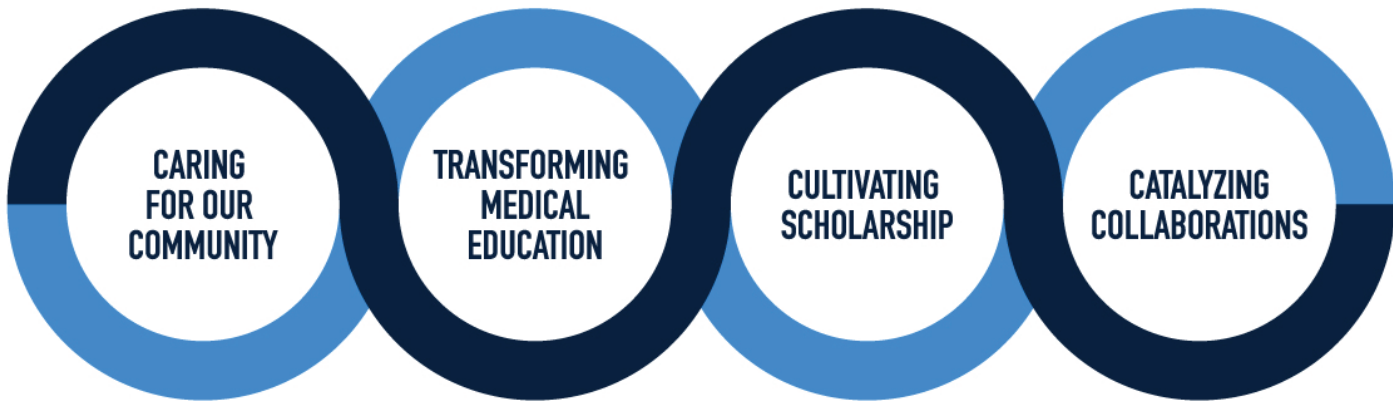 CARING
FOR OUR
COMMUNITY
TRANSFORMING
MEDICAL
EDUCATION
CULTIVATING
SCHOLARSHIP
CATALYZING
COLLABORATIONS